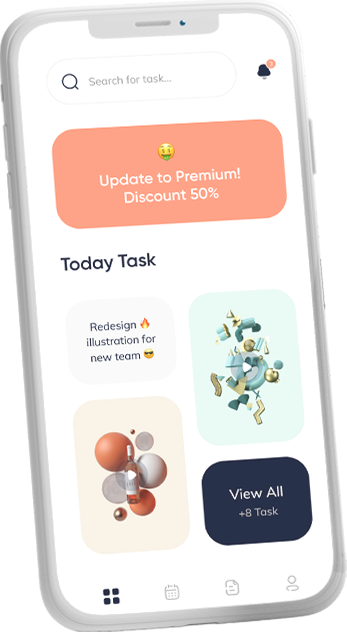 Search for task...
Update to Premium!
Discount 50%
Today Task
Redesign 🔥
illustration for
new team 😎
View All
+8 Task